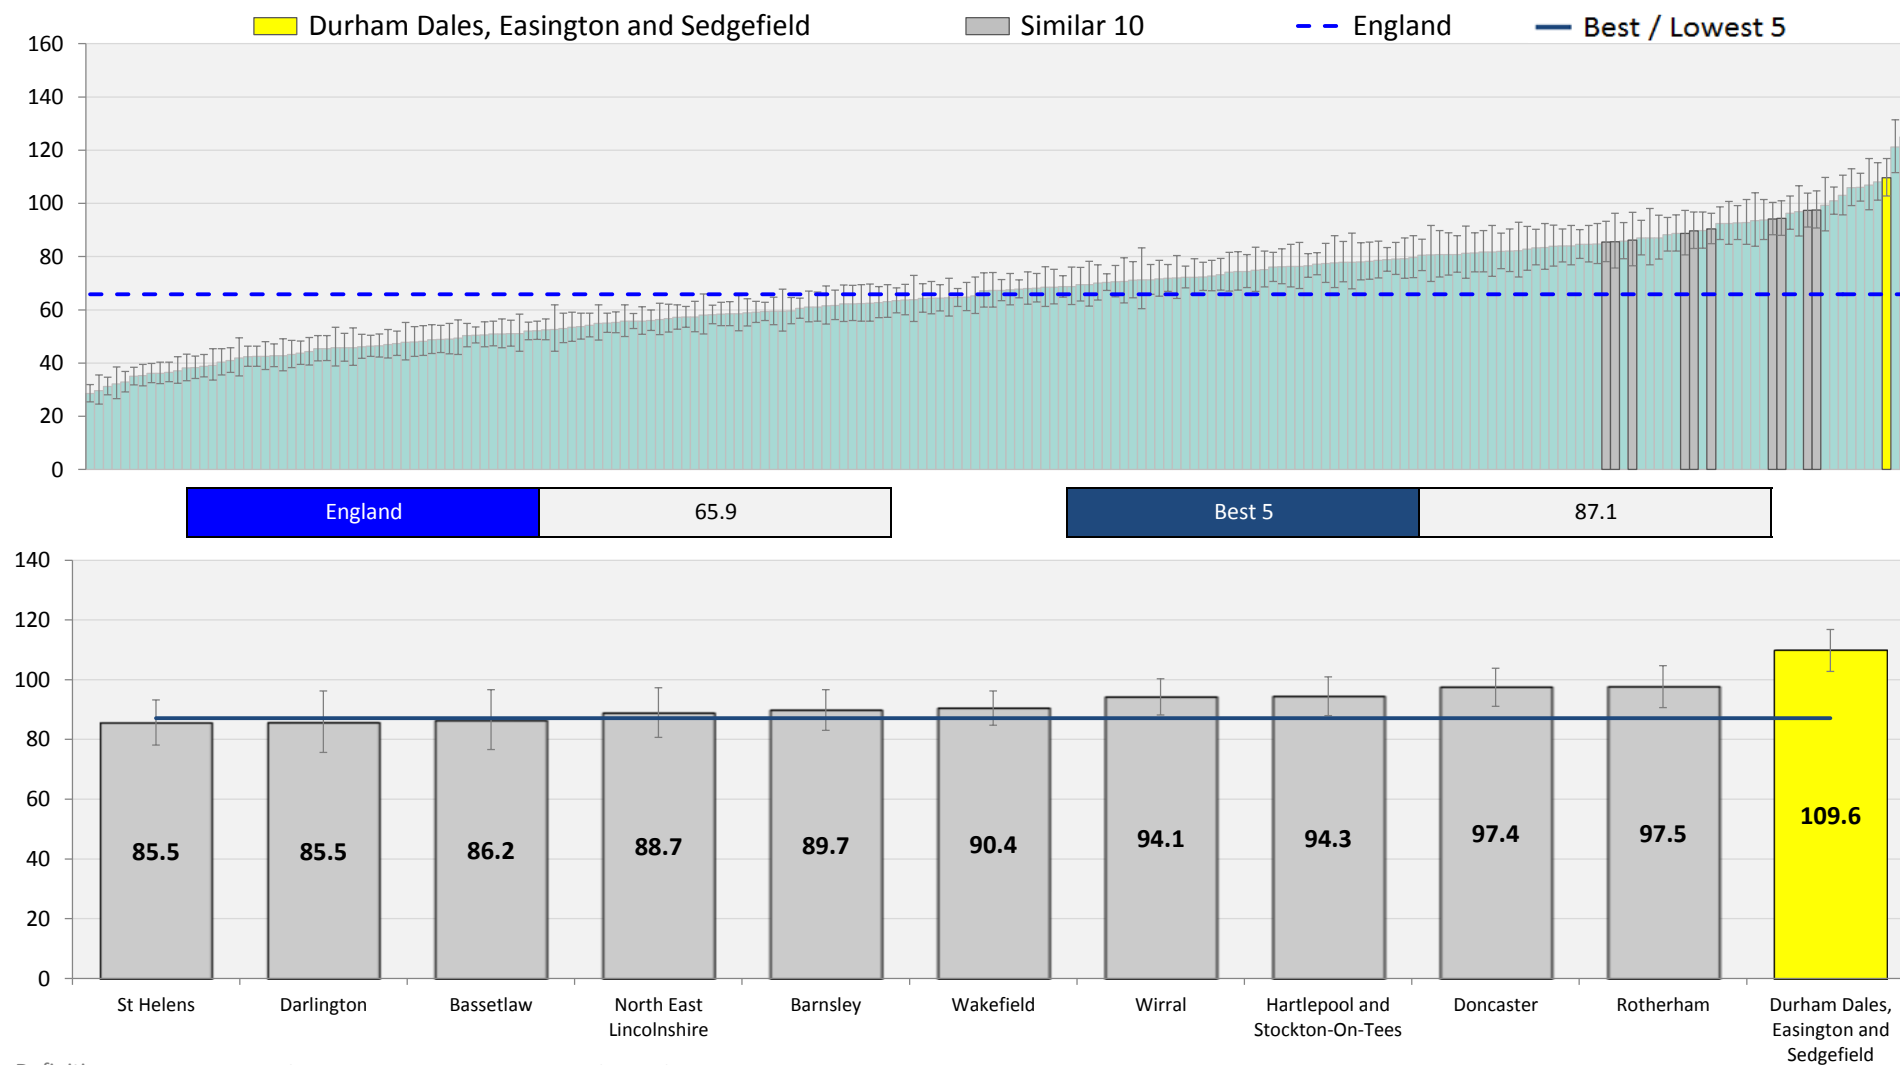 Durham Dales, Easington and Sedgefield
Similar 10
England
Best / Lowest 5
160
140
120
100
80
60
40
20
0
England
65.9
Best 5
87.1
140
120
100
80
60
40
20
0
85.5
85.5
86.2
88.7
89.7
90.4
94.1
94.3
97.4
97.5
109.6
St Helens
Darlington
Bassetlaw
North East
Lincolnshire
Barnsley
Wakefield
Wirral
Hartlepool and
Stockton-On-Tees
Doncaster
Rotherham
Durham Dales,
Easington and
Sedgefield